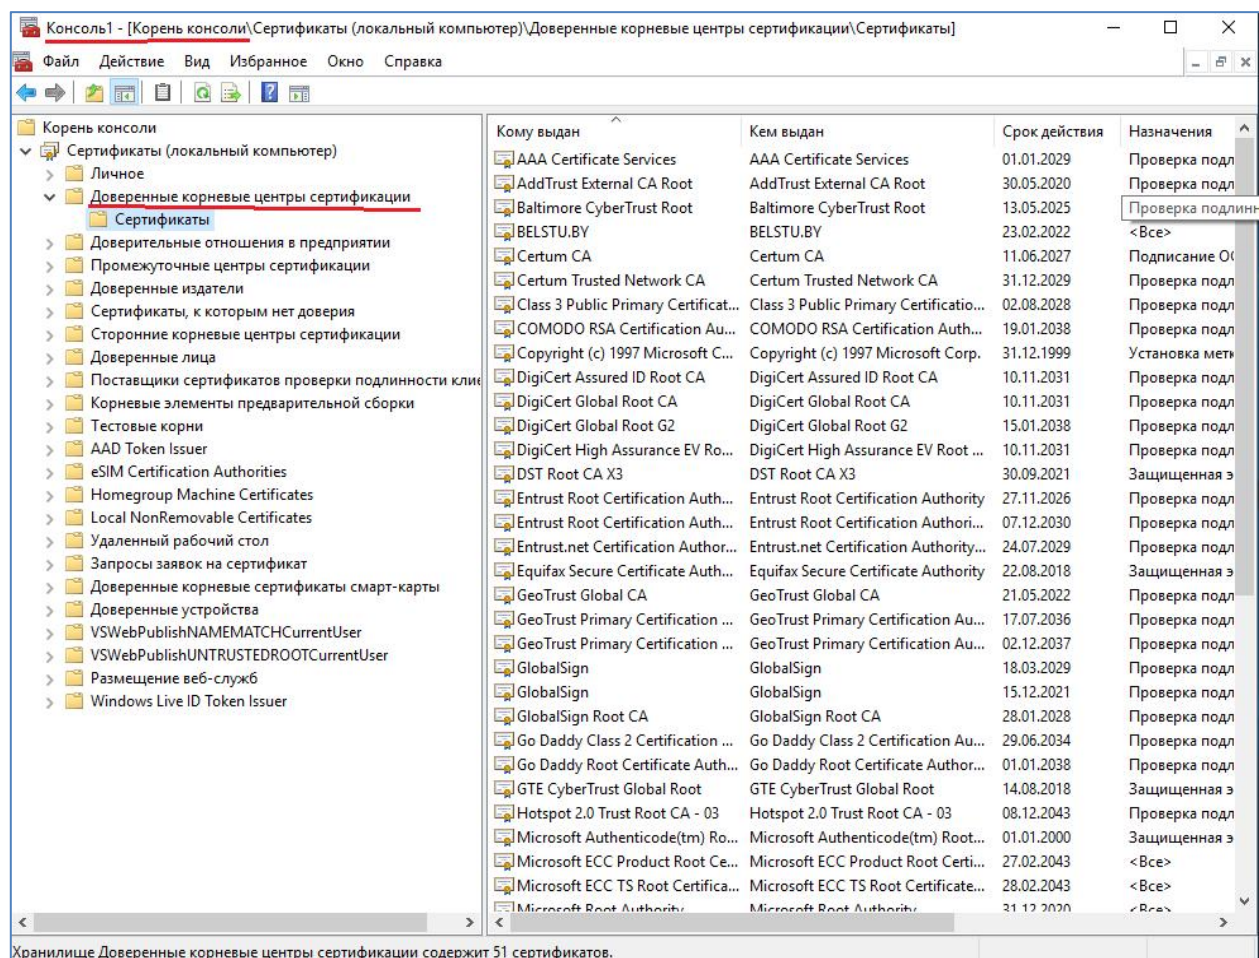 Консоль1 - [Корень консоли\Сертификаты (локальный компьютер)\Доверенные корневые центры сертификации\Сертификаты]
Файл Действие Вид Избранное Окно Справка
Корень консоли
Сертификаты (локальный компьютер)
Личное
Доверенные корневые центры сертификации
Сертификаты
Доверительные отношения в предприятии
Промежуточные центры сертификации
Доверенные издатели
Сертификаты, к которым нет доверия
Сторонние корневые центры сертификации
Доверенные лица
Поставщики сертификатов проверки подлинности клие
Корневые элементы предварительной сборки
Тестовые корни
AAD Token Issuer
eSIM Certification Authorities
Homegroup Machine Certificates
Local NonRemovable Certificates
Удаленный рабочий стол
Запросы заявок на сертификат
Доверенные корневые сертификаты смарт-карты
Доверенные устройства
VSWebPublishNAMEMATCHCurrentUser
VSWebPublishUNTRUSTEDROOTCurrentUser
Размещение веб-служб
Windows Live ID Token Issuer
Кому выдан Кем выдан Срок действия Назначения
AAA Certificate Services AAA Certificate Services 01.01.2029 Проверка подл
AddTrust External CA Root AddTrust External CA Root 30.05.2020 Проверка подл
Baltimore CyberTrust Root Baltimore CyberTrust Root 13.05.2025 Проверка подлинн
BELSTU.BY BELSTU.BY 23.02.2022 <Все>
Certum CA Certum CA 11.06.2027 Подписание ОС
Certum Trusted Network CA Certum Trusted Network CA 31.12.2029 Проверка подл
Class 3 Public Primary Certificat... Class 3 Public Primary Certificatio... 02.08.2028 Проверка подл
COMODO RSA Certification Au... COMODO RSA Certification Auth... 19.01.2038 Проверка подл
Copyright (c) 1997 Microsoft C... Copyright (c) 1997 Microsoft Corp. 31.12.1999 Установка метк
DigiCert Assured ID Root CA DigiCert Assured ID Root CA 10.11.2031 Проверка подл
DigiCert Global Root CA DigiCert Global Root CA 10.11.2031 Проверка подл
DigiCert Global Root G2 DigiCert Global Root G2 15.01.2038 Проверка подл
DigiCert High Assurance EV Ro... DigiCert High Assurance EV Root ... 10.11.2031 Проверка подл
DST Root CA X3 DST Root CA X3 30.09.2021 Защищенная э
Entrust Root Certification Auth... Entrust Root Certification Authority 27.11.2026 Проверка подл
Entrust Root Certification Auth... Entrust Root Certification Authori... 07.12.2030 Проверка подл
Entrust.net Certification Author... Entrust.net Certification Authority... 24.07.2029 Проверка подл
Equifax Secure Certificate Auth... Equifax Secure Certificate Authority 22.08.2018 Защищенная э
GeoTrust Global CA GeoTrust Global CA 21.05.2022 Проверка подл
GeoTrust Primary Certification ... GeoTrust Primary Certification Au... 17.07.2036 Проверка подл
GeoTrust Primary Certification ... GeoTrust Primary Certification Au... 02.12.2037 Проверка подл
GlobalSign GlobalSign 18.03.2029 Проверка подл
GlobalSign GlobalSign 15.12.2021 Проверка подл
GlobalSign Root CA GlobalSign Root CA 28.01.2028 Проверка подл
Go Daddy Class 2 Certification ... Go Daddy Class 2 Certification Au... 29.06.2034 Проверка подл
Go Daddy Root Certificate Auth... Go Daddy Root Certificate Author... 01.01.2038 Проверка подл
GTE CyberTrust Global Root GTE CyberTrust Global Root 14.08.2018 Защищенная э
Hotspot 2.0 Trust Root CA - 03 Hotspot 2.0 Trust Root CA - 03 08.12.2043 Проверка подл
Microsoft Authenticode(tm) Ro... Microsoft Authenticode(tm) Root... 01.01.2000 Защищенная э
Microsoft ECC Product Root Ce... Microsoft ECC Product Root Certi... 27.02.2043 <Все>
Microsoft ECC TS Root Certifica... Microsoft ECC TS Root Certificate... 28.02.2043 <Все>
Microsoft Root Authority Microsoft Root Authority 31.12.2020 <Все>
Хранилище Доверенные корневые центры сертификации содержит 51 сертификатов.